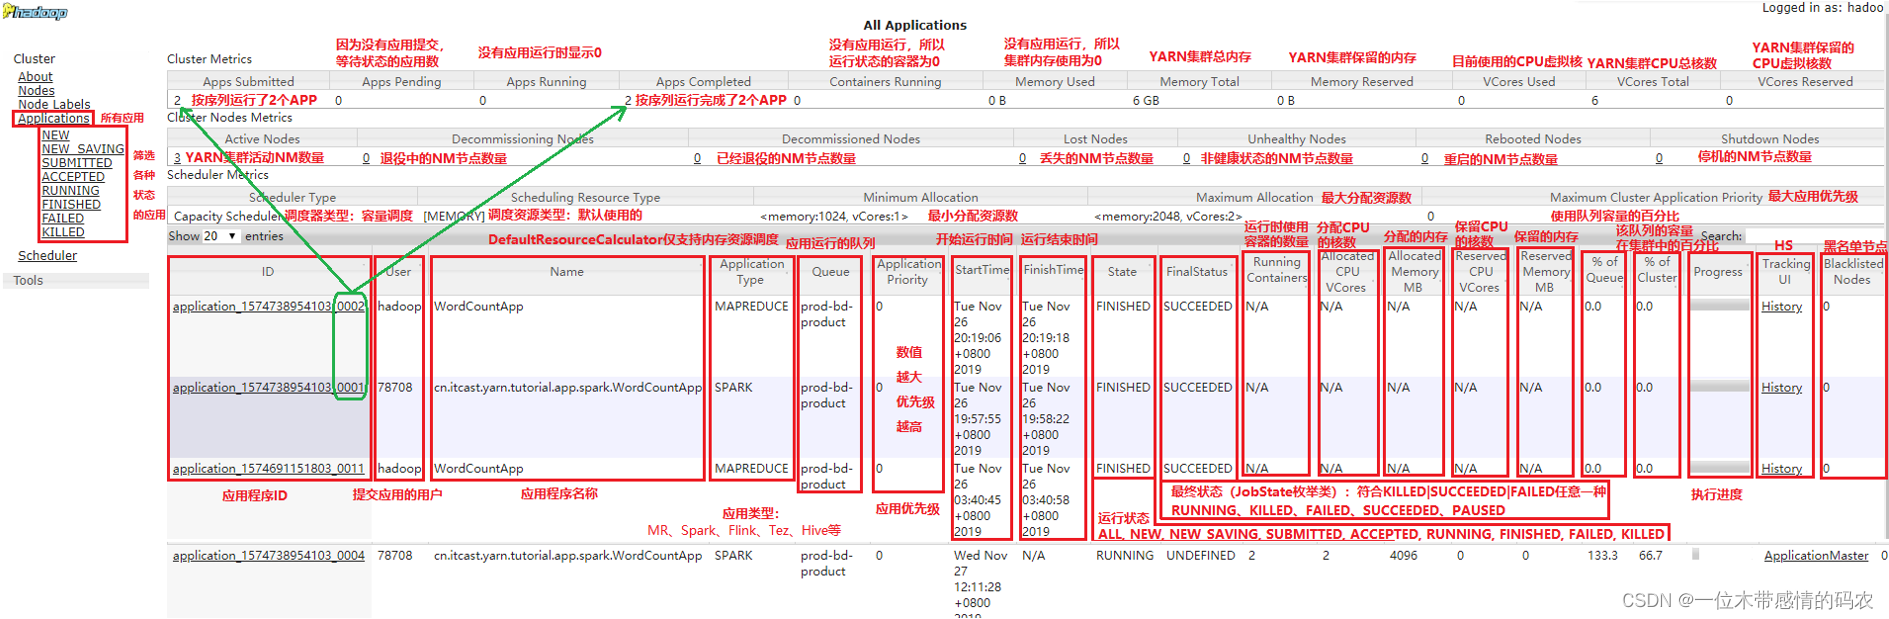 hadoop
Logged in as: hadoo
All Applications
Cluster
About
Nodes
Node Labels
Applications 所有应用
NEW
NEW_SAVING
SUBMITTED
ACCEPTED
RUNNING
FINISHED
FAILED
KILLED
筛选
各种
状态
的应用
Scheduler
Tools
Cluster Metrics
因为没有应用提交，
等待状态的应用数
没有应用运行时显示0
没有应用运行，所以
运行状态的容器为0
没有应用运行，所以
集群内存使用为0
YARN集群总内存
YARN集群保留的内存
目前使用的CPU虚拟核
YARN集群CPU总核数
YARN集群保留的
CPU虚拟核数
Apps Submitted Apps Pending Apps Running Apps Completed Containers Running Memory Used Memory Total Memory Reserved VCores Used VCores Total VCores Reserved
2 按序列运行了2个APP 0 0 2 按序列运行完成了2个APP 0 0 B 6 GB 0 B 0 6 0
Cluster Nodes Metrics
Active Nodes Decommissioning Nodes Decommissioned Nodes Lost Nodes Unhealthy Nodes Rebooted Nodes Shutdown Nodes
3 YARN集群活动NM数量 0 退役中的NM节点数量 0 已经退役的NM节点数量 0 丢失的NM节点数量 0 非健康状态的NM节点数量 0 重启的NM节点数量 0 停机的NM节点数量
Scheduler Metrics
Scheduler Type Scheduling Resource Type Minimum Allocation Maximum Allocation 最大分配资源数 Maximum Cluster Application Priority 最大应用优先级
Capacity Scheduler 调度器类型：容量调度 [MEMORY] 调度资源类型：默认使用的 <memory:1024, vCores:1> 最小分配资源数 <memory:2048, vCores:2> 0
使用队列容量的百分比
Show 20 entries
DefaultResourceCalculator仅支持内存资源调度
应用运行的队列
开始运行时间
运行结束时间
运行时使用
容器的数量
分配CPU
的核数
分配的内存
保留CPU
的核数
保留的内存
该队列的容量
在集群中的百分比
Search:
HS
黑名单节点
ID User Name Application Type Queue Application Priority StartTime FinishTime State FinalStatus Running Containers Allocated CPU VCores Allocated Memory MB Reserved CPU VCores Reserved Memory MB % of Queue % of Cluster Progress Tracking UI Blacklisted Nodes
application_1574738954103_0002 hadoop WordCountApp MAPREDUCE prod-bd-product 0 Tue Nov 26 20:19:06 +0800 2019 Tue Nov 26 20:19:18 +0800 2019 FINISHED SUCCEEDED N/A N/A N/A N/A N/A 0.0 0.0 History 0
数值
越大
优先级
越高
application_1574738954103_0001 78708 cn.itcast.yarn.tutorial.app.spark.WordCountApp SPARK prod-bd-product 0 Tue Nov 26 19:57:55 +0800 2019 Tue Nov 26 19:58:22 +0800 2019 FINISHED SUCCEEDED N/A N/A N/A N/A N/A 0.0 0.0 History 0
application_1574691151803_0011 hadoop WordCountApp MAPREDUCE prod-bd-product 0 Tue Nov 26 03:40:45 +0800 2019 Tue Nov 26 03:40:58 +0800 2019 FINISHED SUCCEEDED N/A N/A N/A N/A N/A 0.0 0.0 History 0
应用程序ID
提交应用的用户
应用程序名称
应用类型：
MR、Spark、Flink、Tez、Hive等
应用优先级
最终状态（JobState枚举类）：符合KILLED|SUCCEEDED|FAILED任意一种
RUNNING、KILLED、FAILED、SUCCEEDED、PAUSED
执行进度
运行状态
ALL, NEW, NEW_SAVING, SUBMITTED, ACCEPTED, RUNNING, FINISHED, FAILED, KILLED
application_1574738954103_0004 78708 cn.itcast.yarn.tutorial.app.spark.WordCountApp SPARK prod-bd-product 0 Wed Nov 27 12:11:28 +0800 2019 N/A RUNNING UNDEFINED 2 2 4096 0 0 133.3 66.7 ApplicationMaster 0
CSDN @一位木带感情的码农